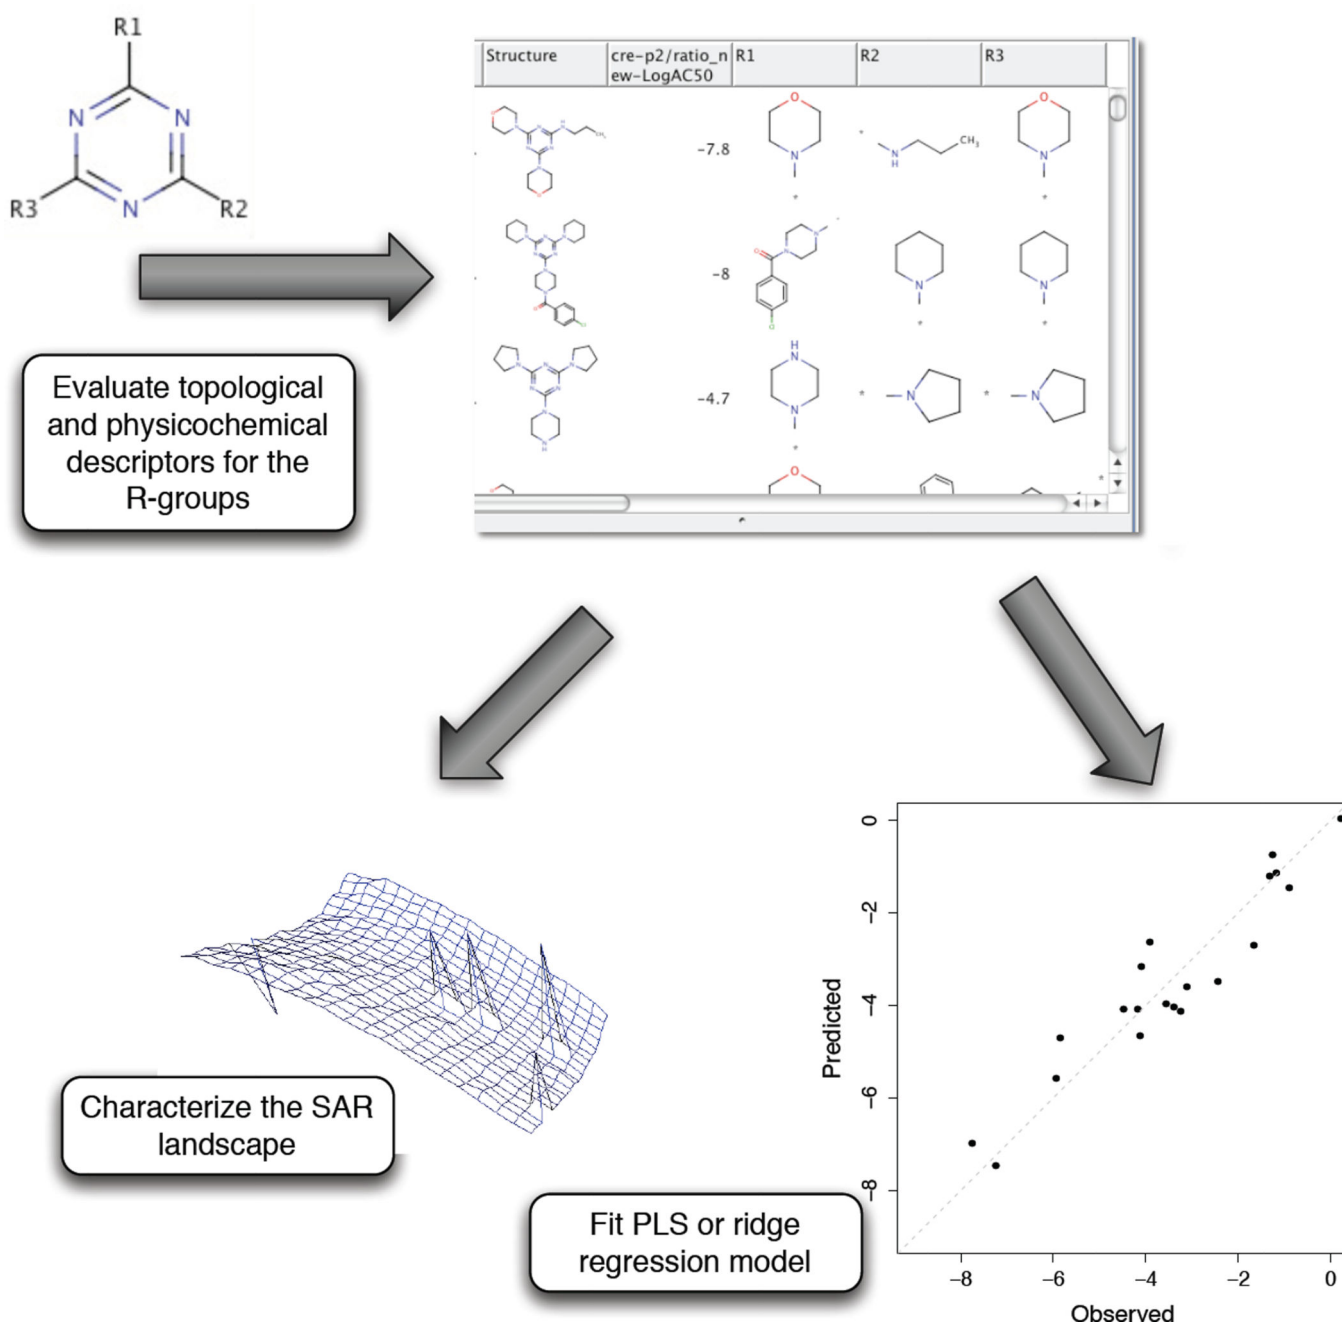 R1
N
N
R3
N
R2
Evaluate topological
and physicochemical
descriptors for the
R-groups
Structure
cre-p2/ratio_n
ew-LogAC50
R1
R2
R3
-7.8
O
N
*
*
N
H
CH₃
O
N
*
-8
O
N
N
Cl
N
*
N
*
-4.7
H
N
N
*
*
N
*
N
O
*
Characterize the SAR
landscape
Fit PLS or ridge
regression model
Predicted
0
−2
−4
−6
−8
−8
−6
−4
−2
0
Observed